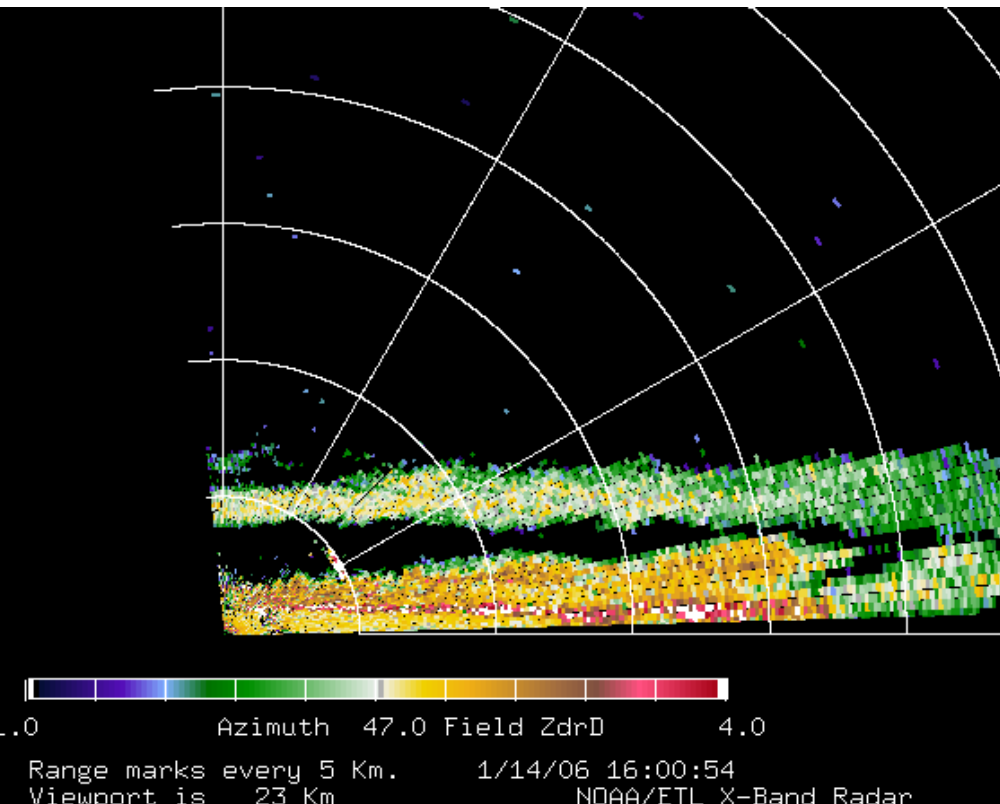 .0 Azimuth 47.0 Field ZdrD 4.0
Range marks every 5 Km. 1/14/06 16:00:54
Viewport is 23 Km NOAA/ETL X-Band Radar